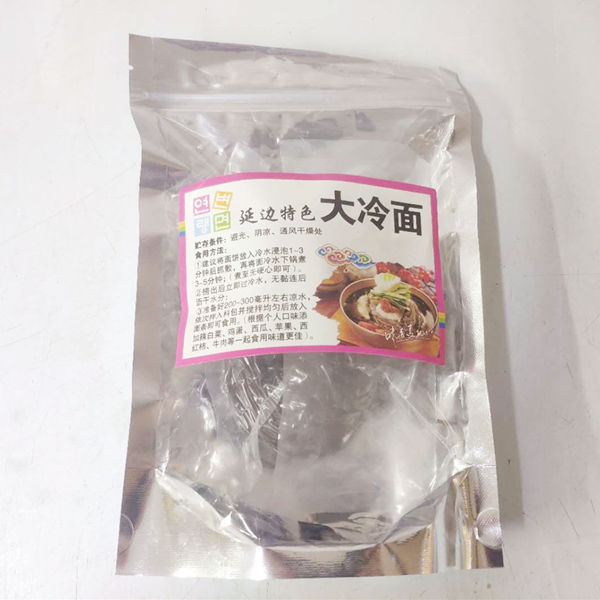 연변
랭면
延边特色 大冷面
贮存条件：避光、阴凉、通风干燥处
食用方法：
①建议将面饼放入冷水浸泡1-3
分钟后抓散，再将面冷水下锅煮
3-5分钟；（煮至无硬心即可）。
②捞出后立即过冷水，无黏连后
沥干水分；
③准备好200-300毫升左右凉水，
依次拌入料包并搅拌均匀后放入
面条即可食用。（根据个人口味添
加辣白菜、鸡蛋、西瓜、苹果、西
红柿、牛肉等一起食用味道更佳）。